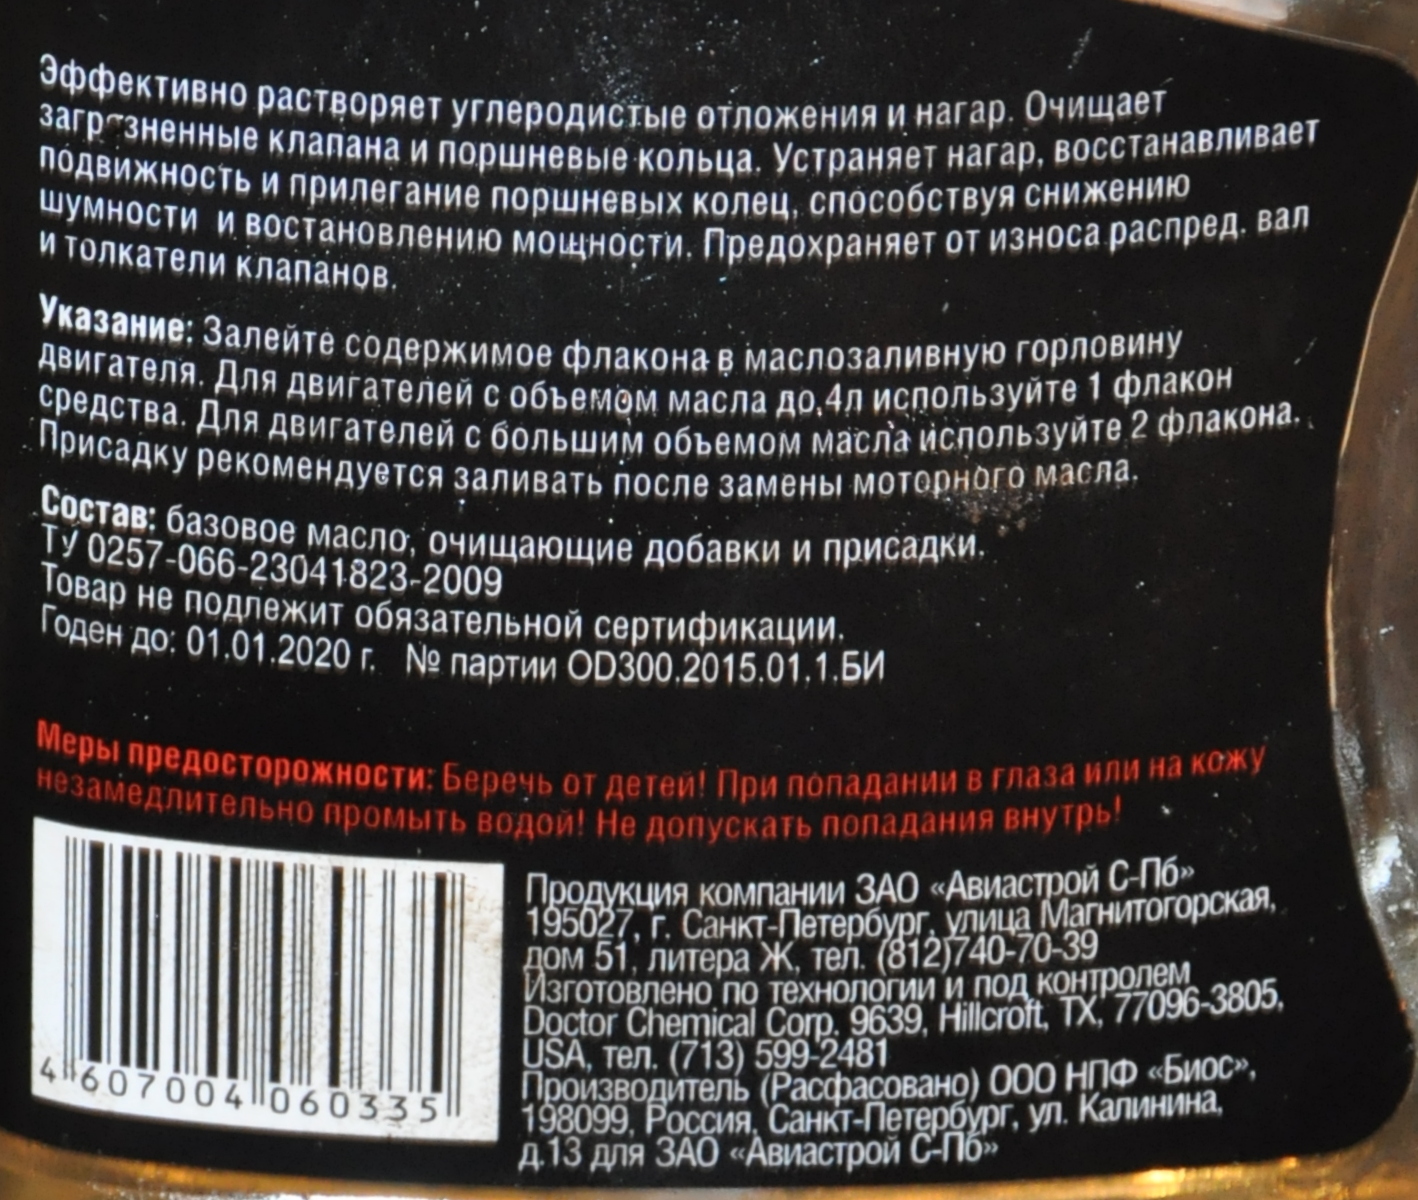 Эффективно растворяет углеродистые отложения и нагар. Очищает
загрязненные клапана и поршневые кольца. Устраняет нагар, восстанавливает
подвижность и прилегание поршневых колец, способствуя снижению
шумности и востановлению мощности. Предохраняет от износа распред. вал
и толкатели клапанов.
Указание: Залейте содержимое флакона в маслозаливную горловину
двигателя. Для двигателей с объемом масла до 4л используйте 1 флакон
средства. Для двигателей с большим объемом масла используйте 2 флакона.
Присадку рекомендуется заливать после замены моторного масла.
Состав: базовое масло, очищающие добавки и присадки.
ТУ 0257-066-23041823-2009
Товар не подлежит обязательной сертификации.
Годен до: 01.01.2020 г. № партии OD300.2015.01.1.БИ
Меры предосторожности: Беречь от детей! При попадании в глаза или на кожу
незамедлительно промыть водой! Не допускать попадания внутрь!
Продукция компании ЗАО «Авиастрой С-Пб»
195027, г. Санкт-Петербург, улица Магнитогорская,
дом 51, литера Ж, тел. (812)740-70-39
Изготовлено по технологии и под контролем
Doctor Chemical Corp. 9639, Hillcroft, TX, 77096-3805,
USA, тел. (713) 599-2481
Производитель (Расфасовано) ООО НПФ «Биос»,
198099, Россия, Санкт-Петербург, ул. Калинина,
д.13 для ЗАО «Авиастрой С-Пб»
4 607004 060335